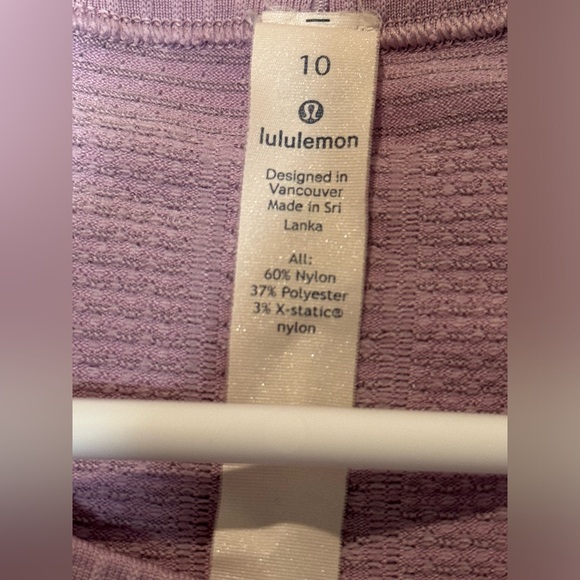 10
lululemon
Designed in
Vancouver
Made in Sri
Lanka
All:
60% Nylon
37% Polyester
3% X-static®
nylon